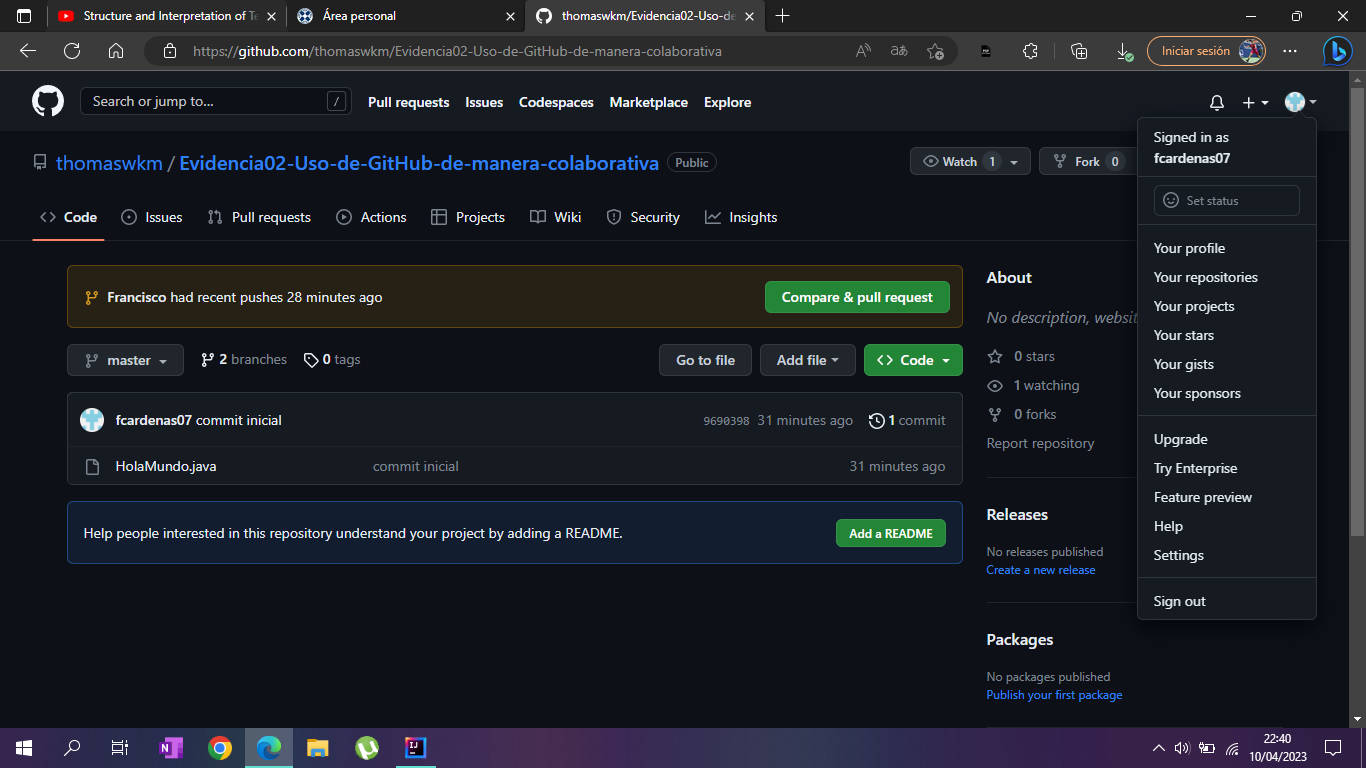 Structure and Interpretation of Te
Área personal
thomaswkm/Evidencia02-Uso-de
https://github.com/thomaswkm/Evidencia02-Uso-de-GitHub-de-manera-colaborativa
Iniciar sesión
Search or jump to... /
Pull requests Issues Codespaces Marketplace Explore
Signed in as
fcardenas07
Set status
Your profile
Your repositories
Your projects
Your stars
Your gists
Your sponsors
Upgrade
Try Enterprise
Feature preview
Help
Settings
Sign out
thomaswkm / Evidencia02-Uso-de-GitHub-de-manera-colaborativa Public
Watch 1 Fork 0
Code Issues Pull requests Actions Projects Wiki Security Insights
Francisco had recent pushes 28 minutes ago Compare & pull request
master 2 branches 0 tags Go to file Add file Code
fcardenas07 commit inicial 9690398 31 minutes ago 1 commit
HolaMundo.java commit inicial 31 minutes ago
Help people interested in this repository understand your project by adding a README. Add a README
About
No description, websit
0 stars
1 watching
0 forks
Report repository
Releases
No releases published
Create a new release
Packages
No packages published
Publish your first package
22:40
10/04/2023